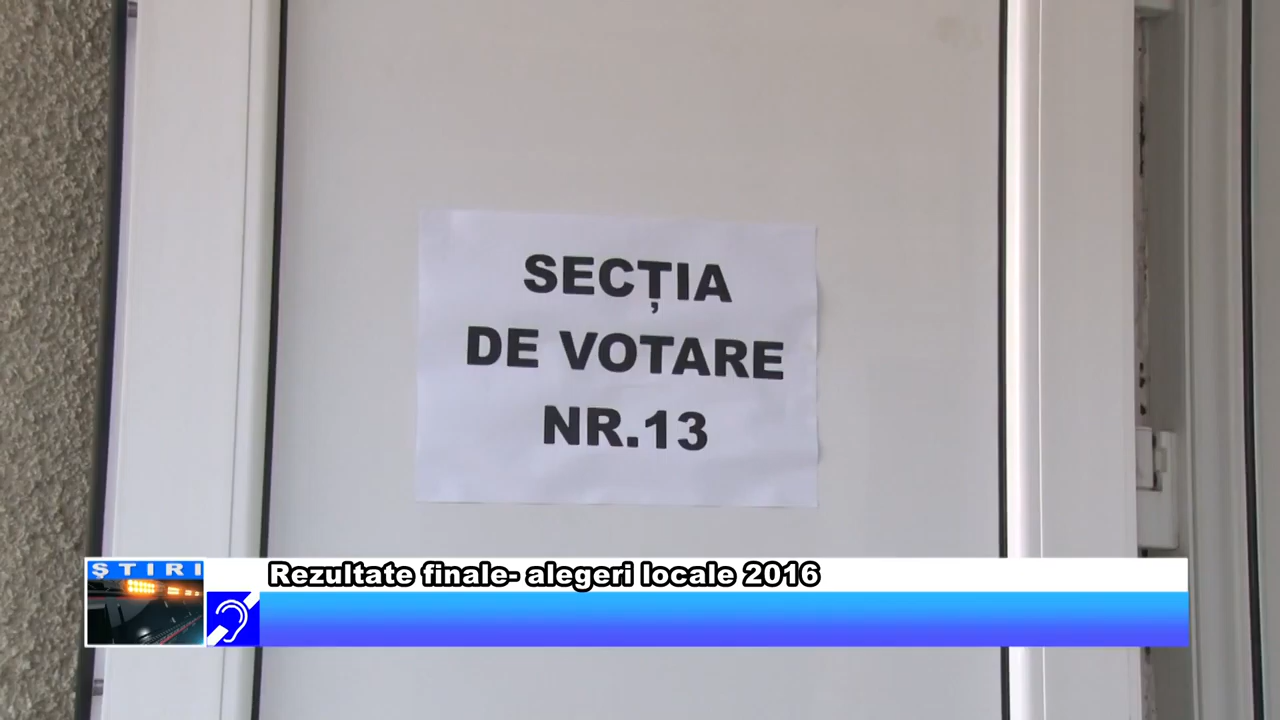 SECȚIA
DE VOTARE
NR.13
ȘTIRI
Rezultate finale- alegeri locale 2016